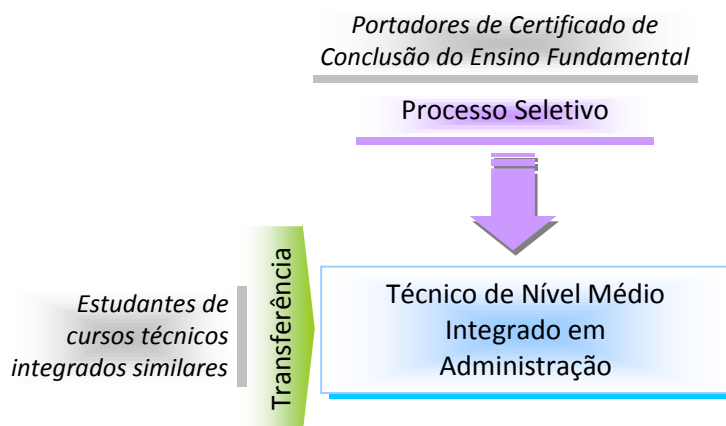 Portadores de Certificado de
Conclusão do Ensino Fundamental
Processo Seletivo
Transferência
Estudantes de
cursos técnicos
integrados similares
Técnico de Nível Médio
Integrado em
Administração